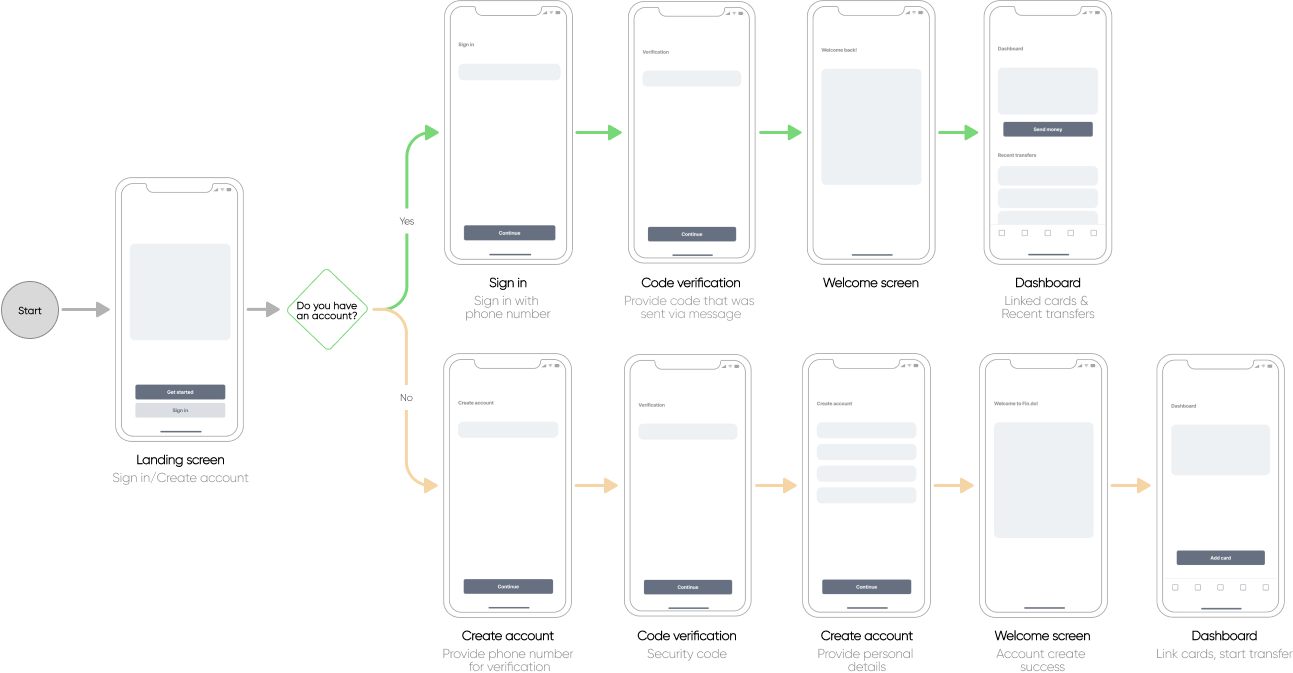 Start
Get started
Sign in
Landing screen
Sign in/Create account
Do you have
an account?
Yes
No
Sign in
Continue
Sign in
Sign in with
phone number
Verification
Continue
Code verification
Provide code that was
sent via message
Welcome back!
Welcome screen
Dashboard
Send money
Recent transfers
Dashboard
Linked cards &
Recent transfers
Create account
Continue
Create account
Provide phone number
for verification
Verification
Continue
Code verification
Security code
Create account
Continue
Create account
Provide personal
details
Welcome to Fin.do!
Welcome screen
Account create
success
Dashboard
Add card
Dashboard
Link cards, start transfer